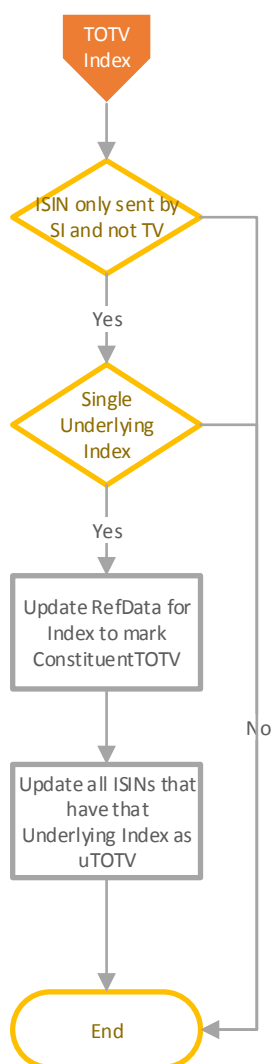 TOTV
Index
ISIN only sent by
SI and not TV
Yes
Single
Underlying
Index
Yes
Update RefData for
Index to mark
ConstituentTOTV
No
Update all ISINs that
have that
Underlying Index as
uTOTV
End